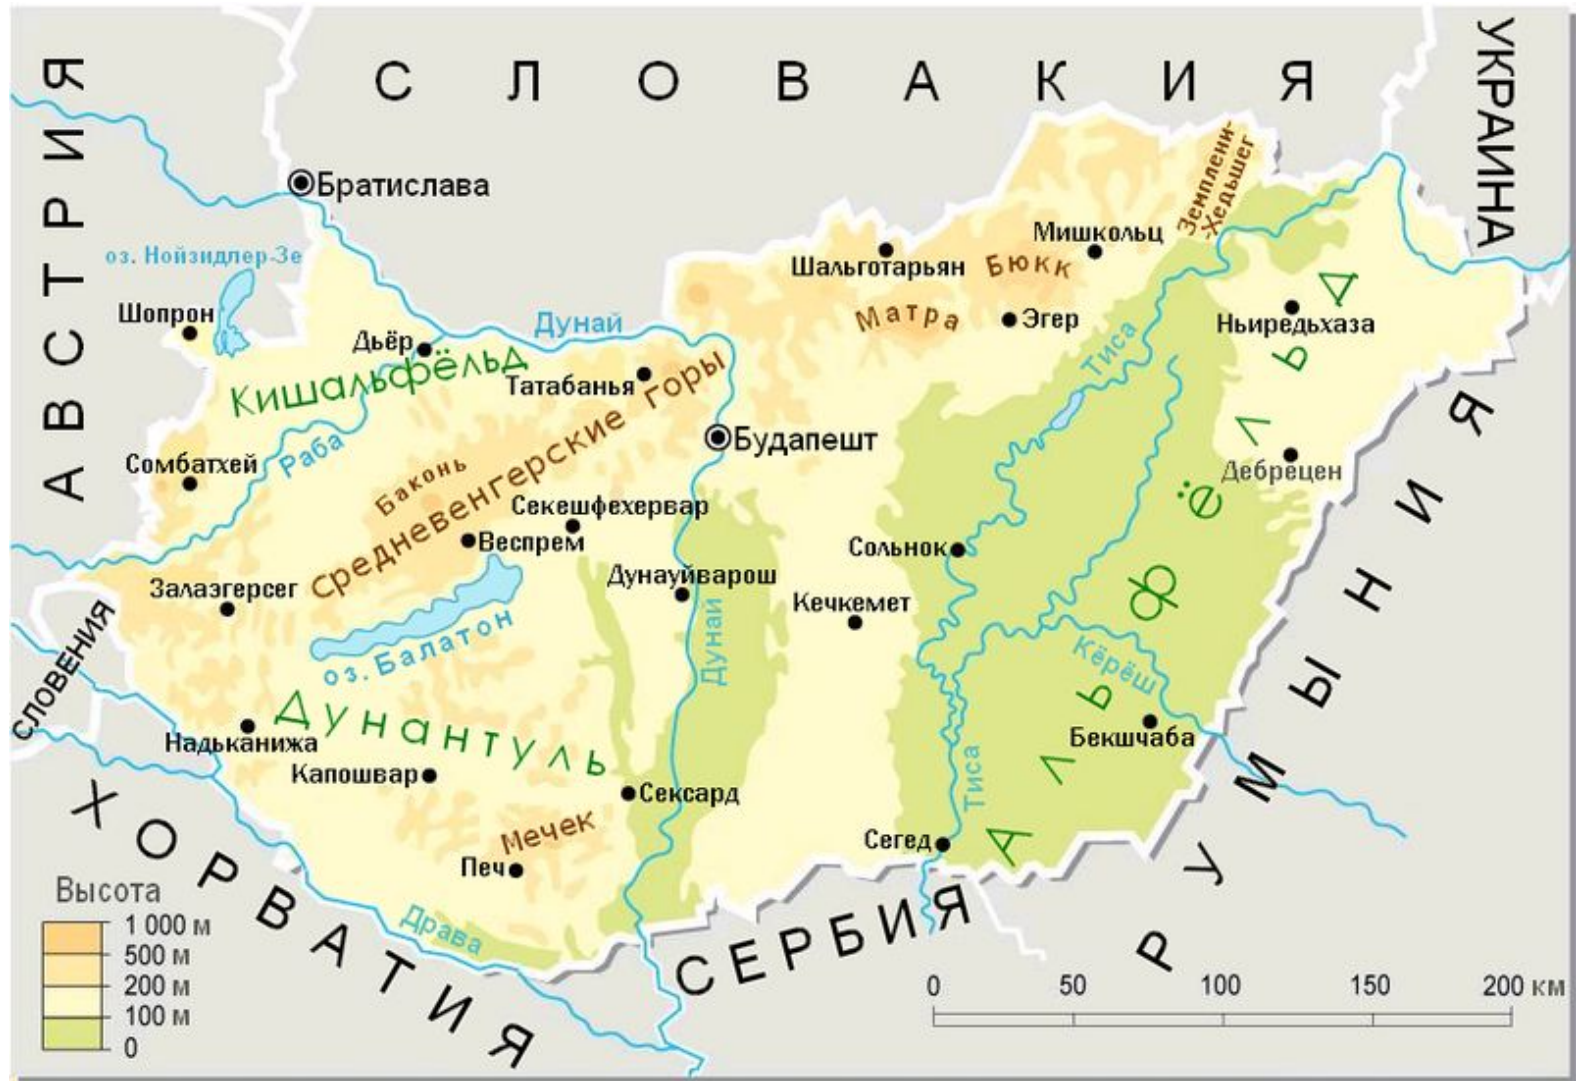 СЛОВАКИЯ
УКРАИНА
АВСТРИЯ
Братислава
оз. Нойзидлер-Зе
Шопрон
Дьёр
Дунай
Кишальфёльд
Татабанья
Раба
Сомбатхей
Баконь
средневенгерские горы
Будапешт
Шальготарьян
Матра
Бюкк
Мишкольц
Эгер
Земплени-
-Хедьшег
Тиса
Ньиредьхаза
Дебрецен
Альфёльд
Секешфехервар
Веспрем
Дунауйварош
Сольнок
Кечкемет
Залаэгерсег
оз. Балатон
Дунай
СЛОВЕНИЯ
Дунантуль
Надьканижа
Капошвар
Сексард
Мечек
Печ
Кёрёш
Бекшчаба
Тиса
Сегед
Драва
ХОРВАТИЯ
СЕРБИЯ
РУМЫНИЯ
Высота
1 000 м
500 м
200 м
100 м
0
0 50 100 150 200 км